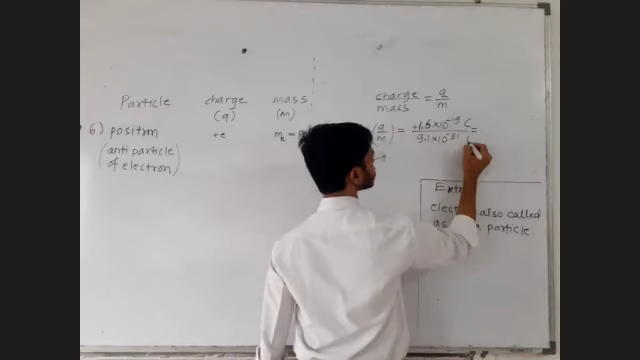 Particle charge mass charge/mass = q/m
(q) (m)
6) position +e m = (q/m) = +1.6×10⁻¹⁹ C / 9.1×10⁻³¹ =
(anti particle
of electron)
also called
particle.